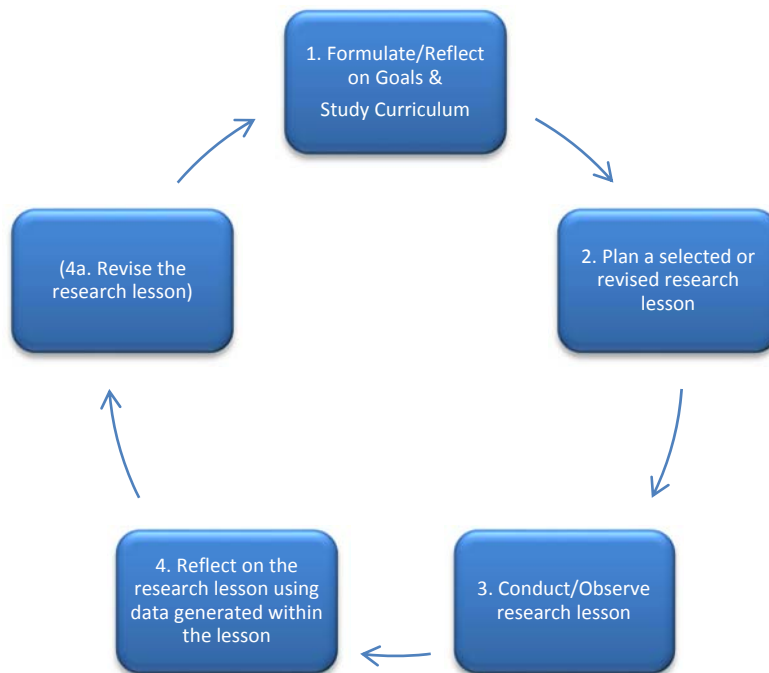 1. Formulate/Reflect
on Goals &
Study Curriculum
2. Plan a selected or
revised research
lesson
3. Conduct/Observe
research lesson
4. Reflect on the
research lesson using
data generated within
the lesson
(4a. Revise the
research lesson)